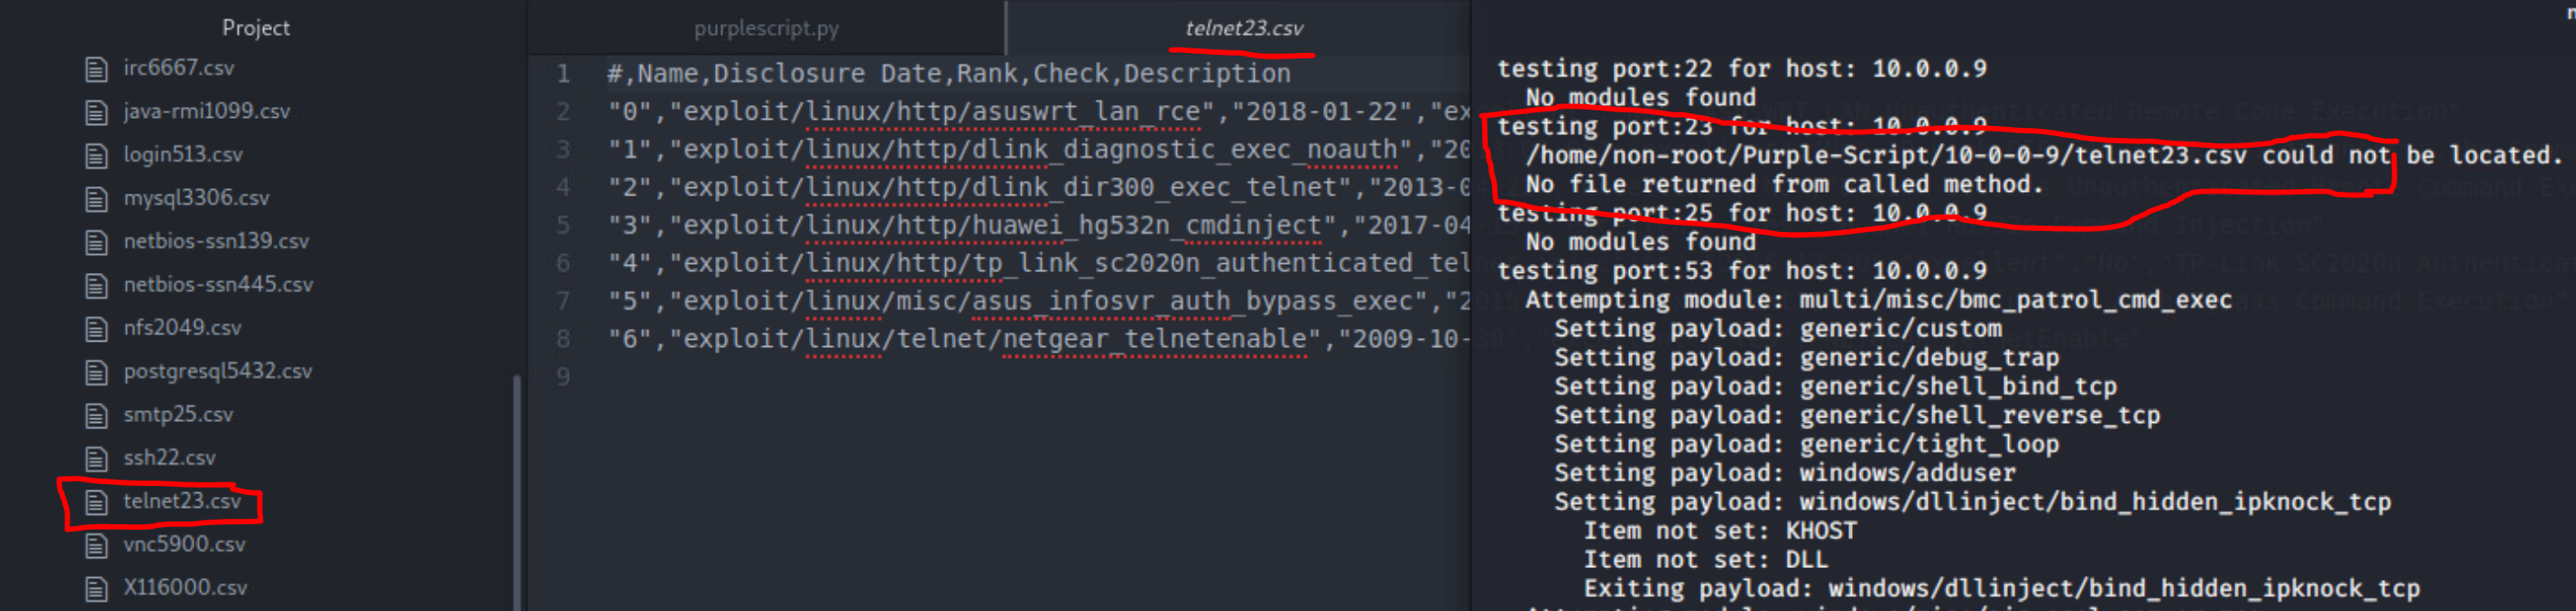 Project
irc6667.csv
java-rmi1099.csv
login513.csv
mysql3306.csv
netbios-ssn139.csv
netbios-ssn445.csv
nfs2049.csv
postgresql5432.csv
smtp25.csv
ssh22.csv
telnet23.csv
vnc5900.csv
X116000.csv
purplescript.py
telnet23.csv
1 #,Name,Disclosure Date,Rank,Check,Description
2 "0","exploit/linux/http/asuswrt_lan_rce","2018-01-22","ex
3 "1","exploit/linux/http/dlink_diagnostic_exec_noauth","20
4 "2","exploit/linux/http/dlink_dir300_exec_telnet","2013-04
5 "3","exploit/linux/http/huawei_hg532n_cmdinject","2017-04
6 "4","exploit/linux/http/tp_link_sc2020n_authenticated_tel
7 "5","exploit/linux/misc/asus_infosvr_auth_bypass_exec","2
8 "6","exploit/linux/telnet/netgear_telnetenable","2009-10-
9
testing port:22 for host: 10.0.0.9
No modules found
testing port:23 for host: 10.0.0.9
/home/non-root/Purple-Script/10-0-0-9/telnet23.csv could not be located.
No file returned from called method.
testing port:25 for host: 10.0.0.9
No modules found
testing port:53 for host: 10.0.0.9
Attempting module: multi/misc/bmc_patrol_cmd_exec
Setting payload: generic/custom
Setting payload: generic/debug_trap
Setting payload: generic/shell_bind_tcp
Setting payload: generic/shell_reverse_tcp
Setting payload: generic/tight_loop
Setting payload: windows/adduser
Setting payload: windows/dllinject/bind_hidden_ipknock_tcp
Item not set: KHOST
Item not set: DLL
Exiting payload: windows/dllinject/bind_hidden_ipknock_tcp